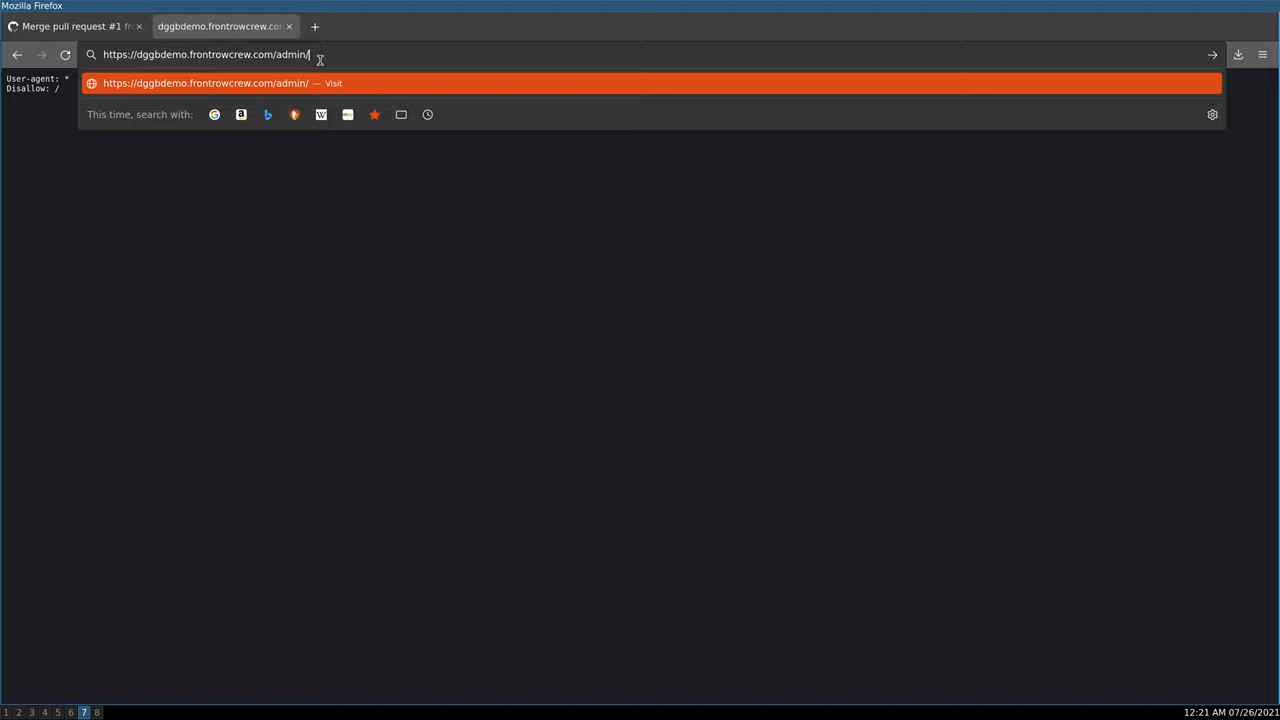 Mozilla Firefox
Merge pull request #1 fr
dggbdemo.frontrowcrew.co
https://dggbdemo.frontrowcrew.com/admin/
User-agent: *
Disallow: /
https://dggbdemo.frontrowcrew.com/admin/ — Visit
This time, search with:
1 2 3 4 5 6 7 8
12:21 AM 07/26/2021